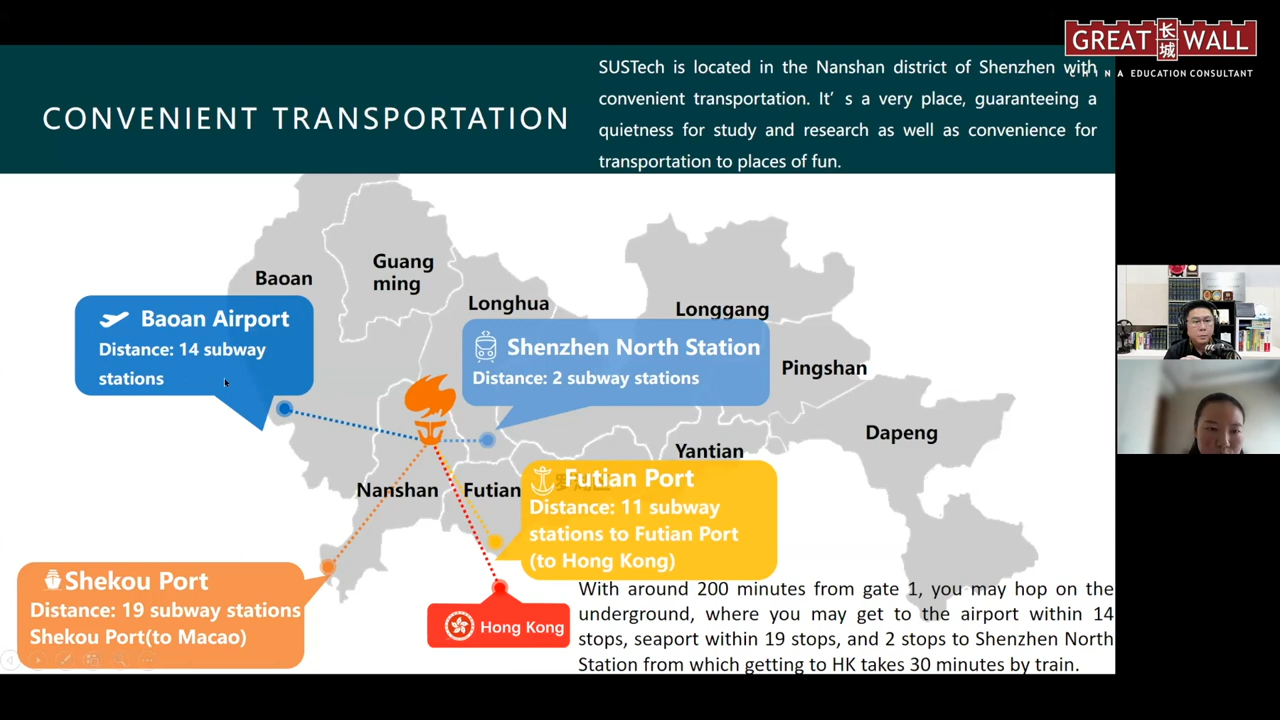 GREAT 长城 WALL
CHINA EDUCATION CONSULTANT
CONVENIENT TRANSPORTATION
SUSTech is located in the Nanshan district of Shenzhen with
convenient transportation. It's a very place, guaranteeing a
quietness for study and research as well as convenience for
transportation to places of fun.
Guang
ming
Baoan
Longhua
Longgang
Baoan Airport
Distance: 14 subway
stations
Shenzhen North Station
Distance: 2 subway stations
Pingshan
Dapeng
Yantian
Nanshan
Futian
Futian Port
Distance: 11 subway
stations to Futian Port
(to Hong Kong)
Shekou Port
Distance: 19 subway stations
Shekou Port(to Macao)
Hong Kong
With around 200 minutes from gate 1, you may hop on the
underground, where you may get to the airport within 14
stops, seaport within 19 stops, and 2 stops to Shenzhen North
Station from which getting to HK takes 30 minutes by train.